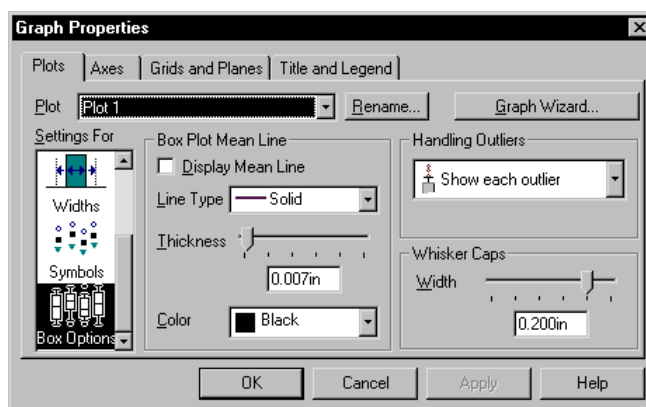 Graph Properties
Plots
Axes
Grids and Planes
Title and Legend
Plot
Plot 1
Rename...
Graph Wizard...
Settings For
Widths
Symbols
Box Options
Box Plot Mean Line
Display Mean Line
Line Type
Solid
Thickness
0.007in
Color
Black
Handling Outliers
Show each outlier
Whisker Caps
Width
0.200in
OK
Cancel
Apply
Help